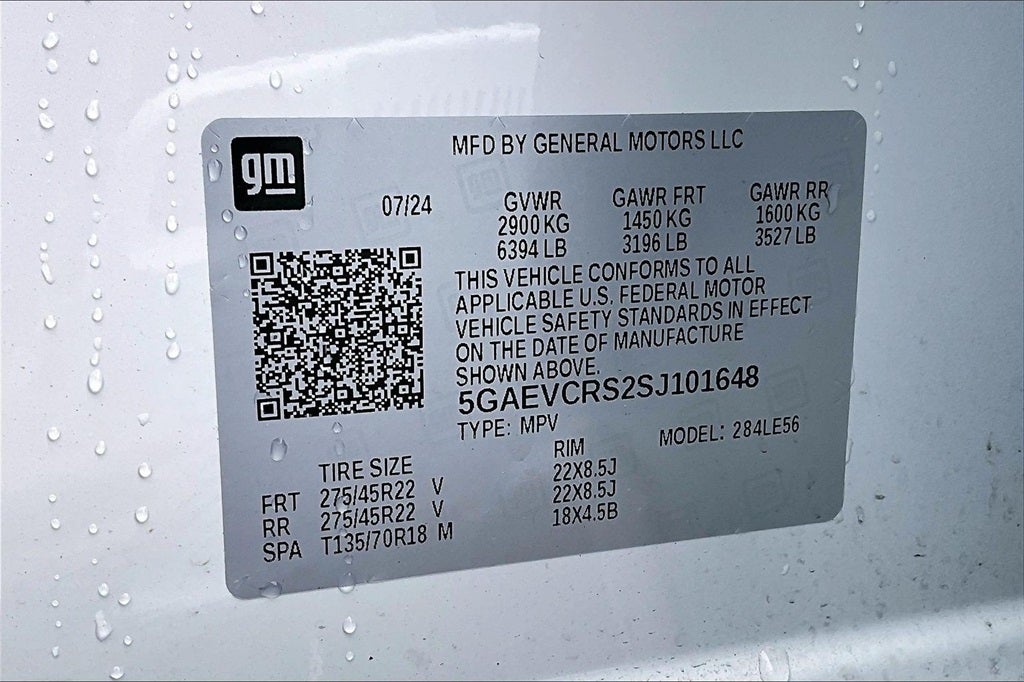 gm
MFD BY GENERAL MOTORS LLC
07/24 GVWR GAWR FRT GAWR RR
2900 KG 1450 KG 1600 KG
6394 LB 3196 LB 3527 LB
THIS VEHICLE CONFORMS TO ALL
APPLICABLE U.S. FEDERAL MOTOR
VEHICLE SAFETY STANDARDS IN EFFECT
ON THE DATE OF MANUFACTURE
SHOWN ABOVE.
5GAEVCRS2SJ101648
TYPE: MPV MODEL: 284LE56
TIRE SIZE RIM
FRT 275/45R22 V 22X8.5J
RR 275/45R22 V 22X8.5J
SPA T135/70R18 M 18X4.5B